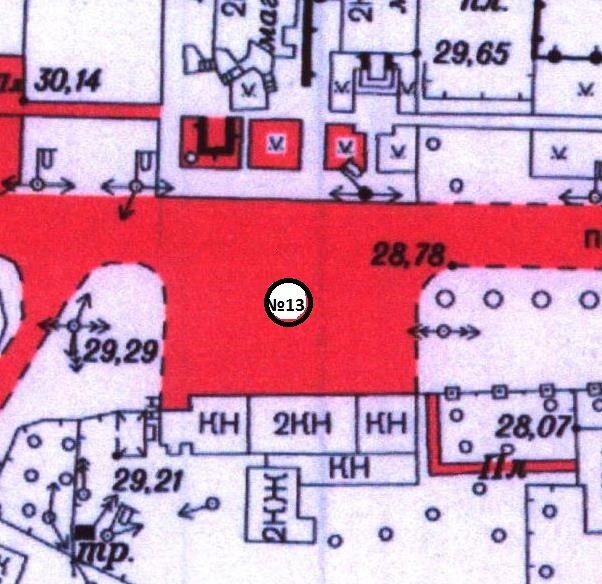 маг
29,65
30,14
28,78
№13
29,29
КН
2КН
КН
КН
2КЖ
28,07
Пл
29,21
тр.